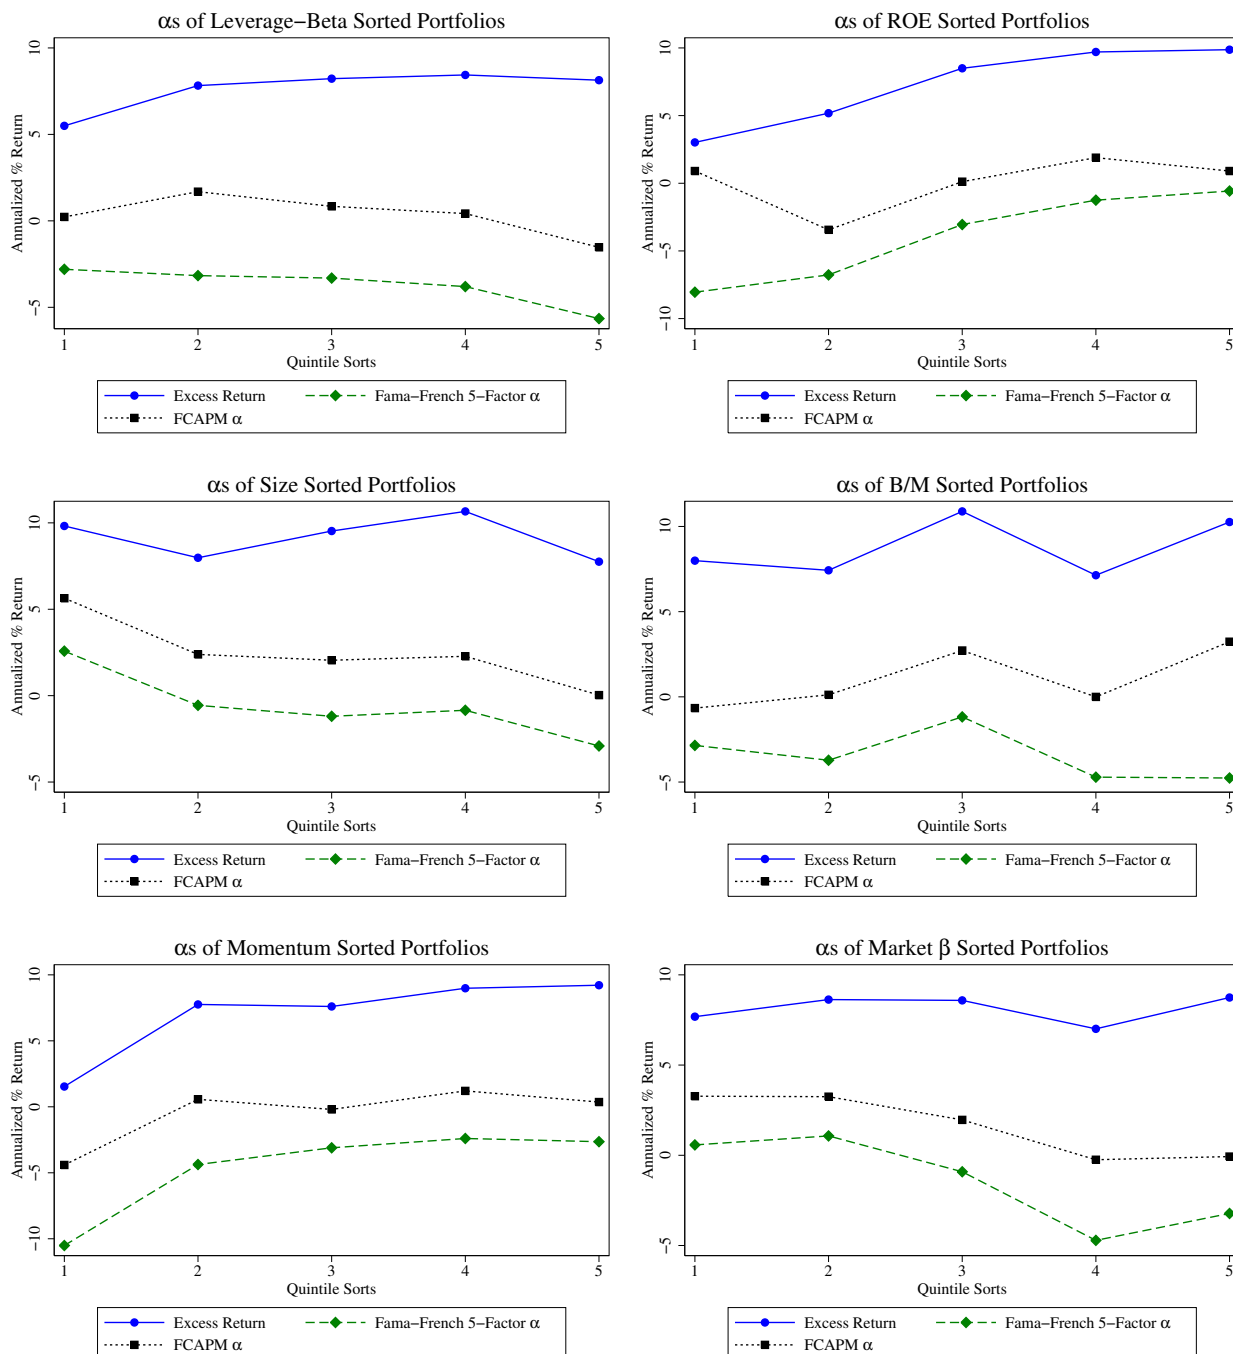 αs of Leverage−Beta Sorted Portfolios
Annualized % Return
10
5
0
−5
1 2 3 4 5
Quintile Sorts
Excess Return Fama−French 5−Factor α
FCAPM α
αs of ROE Sorted Portfolios
Annualized % Return
10
5
0
−5
−10
1 2 3 4 5
Quintile Sorts
Excess Return Fama−French 5−Factor α
FCAPM α
αs of Size Sorted Portfolios
Annualized % Return
10
5
0
−5
1 2 3 4 5
Quintile Sorts
Excess Return Fama−French 5−Factor α
FCAPM α
αs of B/M Sorted Portfolios
Annualized % Return
10
5
0
−5
1 2 3 4 5
Quintile Sorts
Excess Return Fama−French 5−Factor α
FCAPM α
αs of Momentum Sorted Portfolios
Annualized % Return
10
5
0
−5
−10
1 2 3 4 5
Quintile Sorts
Excess Return Fama−French 5−Factor α
FCAPM α
αs of Market β Sorted Portfolios
Annualized % Return
10
5
0
−5
1 2 3 4 5
Quintile Sorts
Excess Return Fama−French 5−Factor α
FCAPM α